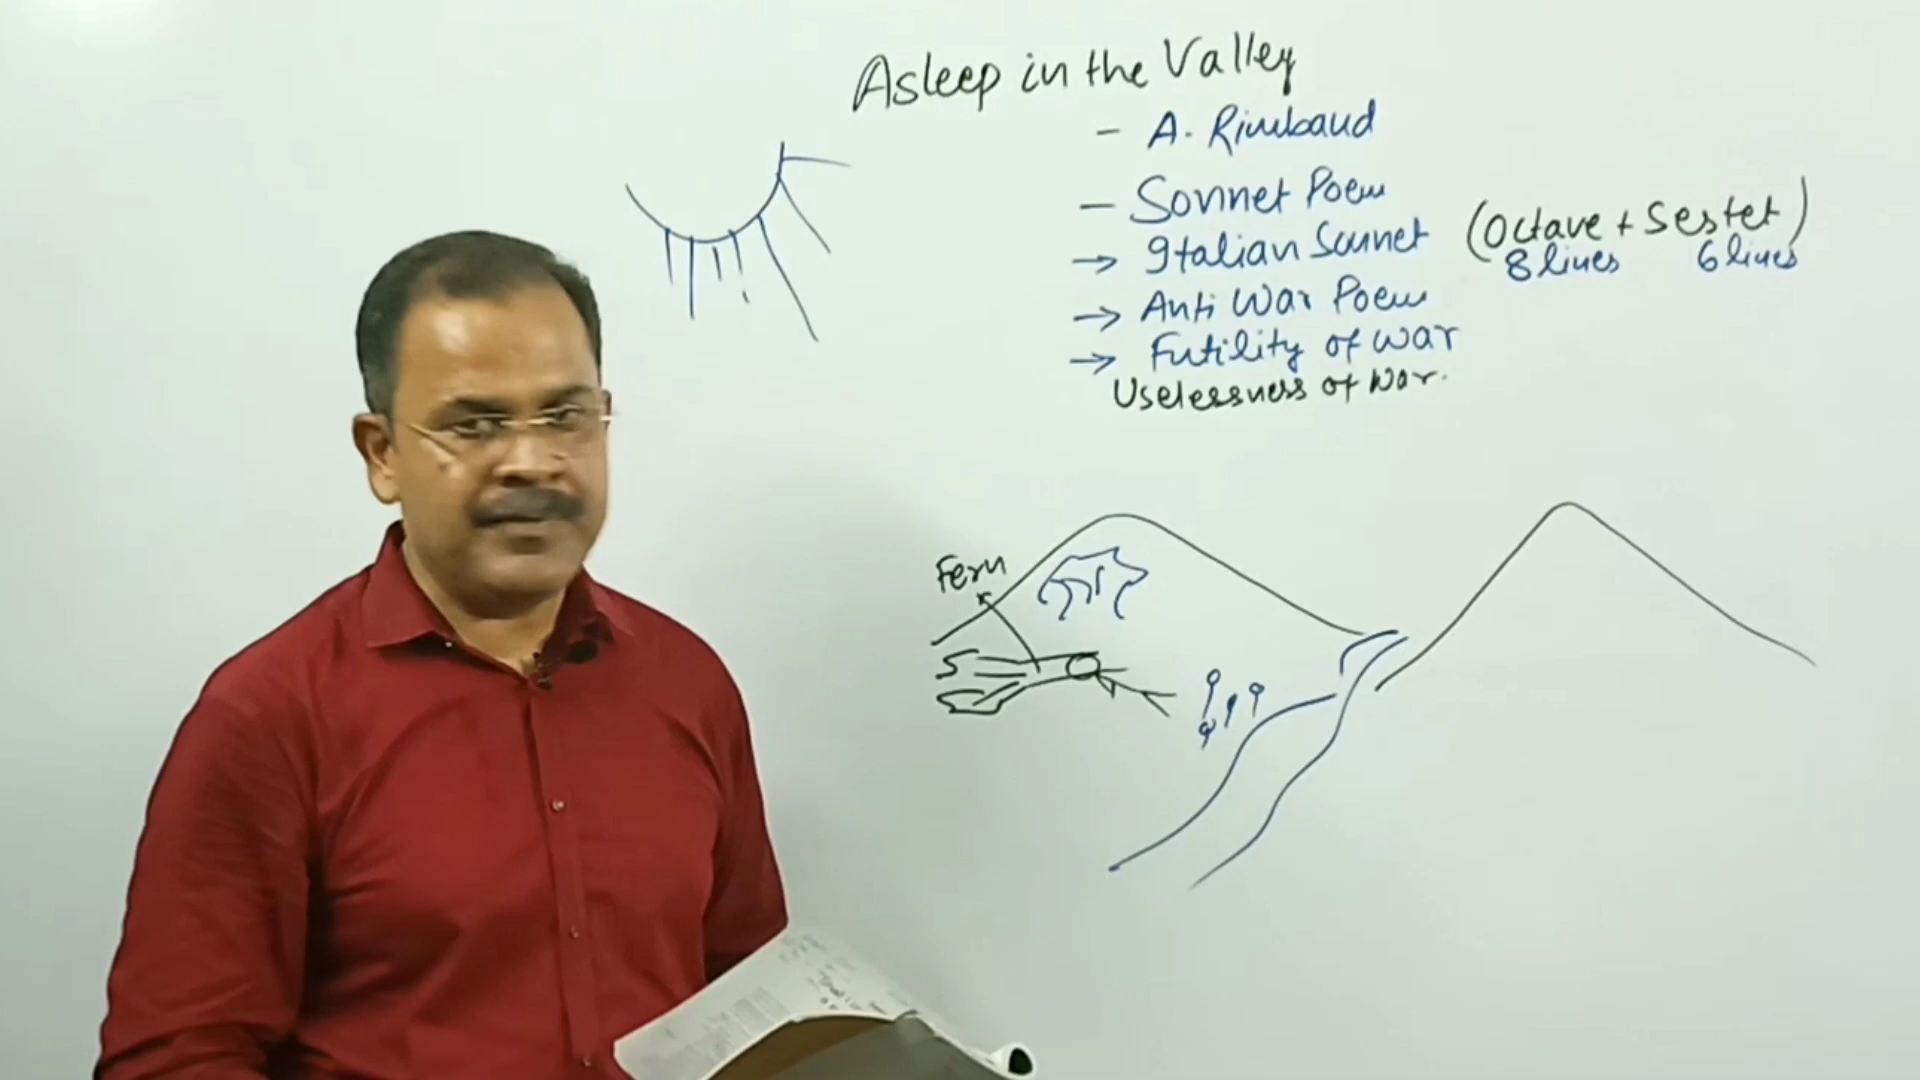 Asleep in the Valley
- A. Rimbaud
- Sonnet Poem
→ Italian Sonnet (Octave + Sestet)
8 lines 6 lines
→ Anti War Poem
→ Futility of war
Uselessness of war.
Fern